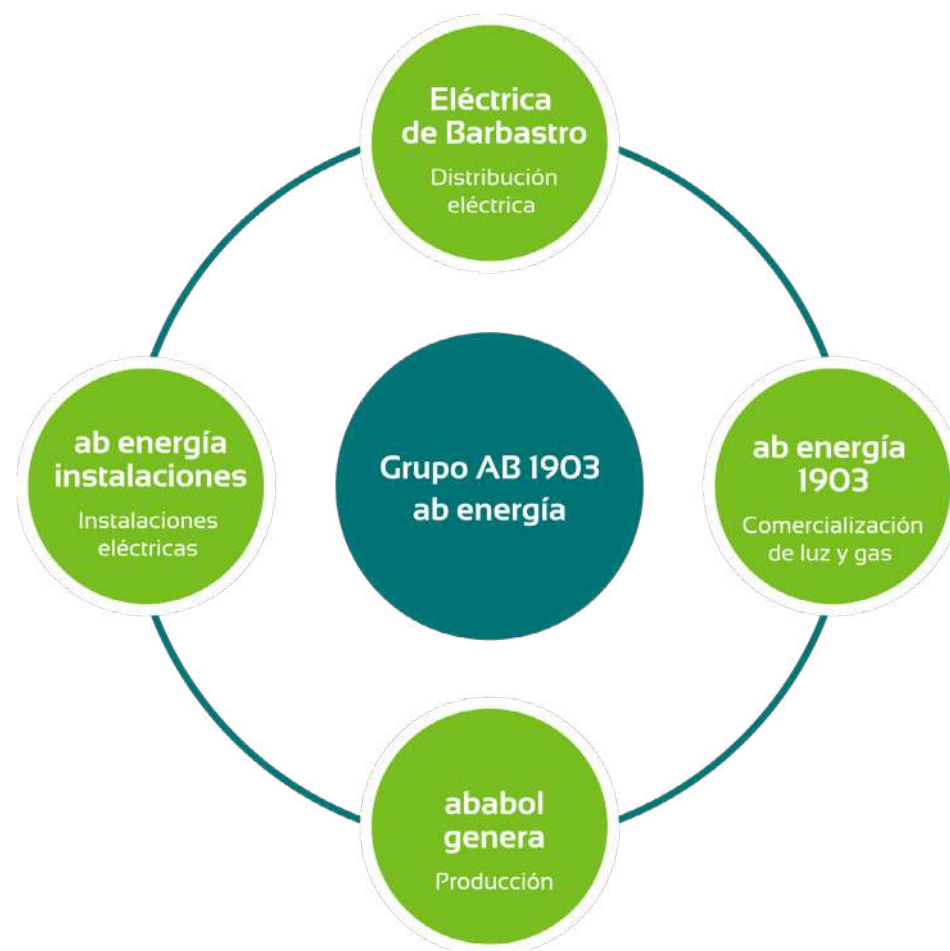 Eléctrica
de Barbastro
Distribución
eléctrica
ab energía
instalaciones
Instalaciones
eléctricas
Grupo AB 1903
ab energía
ab energía
1903
Comercialización
de luz y gas
ababol
genera
Producción